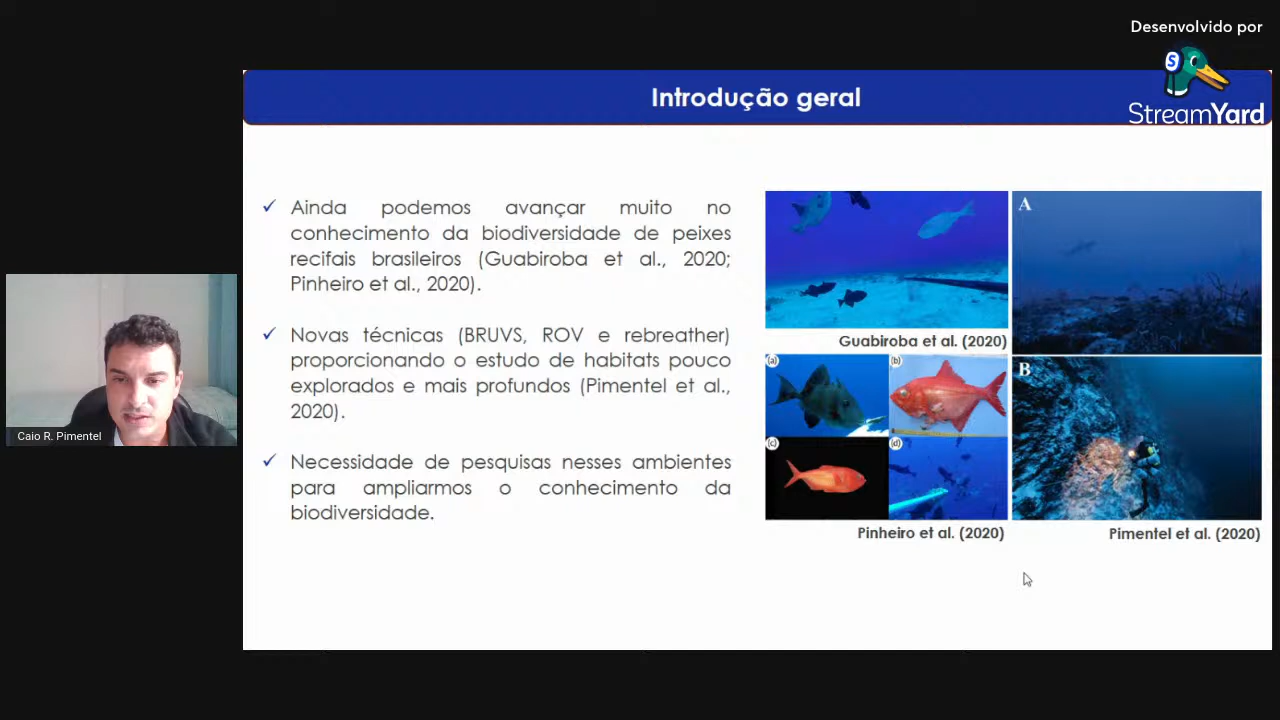 Desenvolvido por
S
StreamYard
Introdução geral
✓ Ainda podemos avançar muito no
conhecimento da biodiversidade de peixes
recifais brasileiros (Guabiroba et al., 2020;
Pinheiro et al., 2020).
✓ Novas técnicas (BRUVS, ROV e rebreather)
proporcionando o estudo de habitats pouco
explorados e mais profundos (Pimentel et al.,
2020).
✓ Necessidade de pesquisas nesses ambientes
para ampliarmos o conhecimento da
biodiversidade.
A
Guabiroba et al. (2020)
(a)
(b)
B
(c)
(d)
Pinheiro et al. (2020)
Pimentel et al. (2020)
Caio R. Pimentel